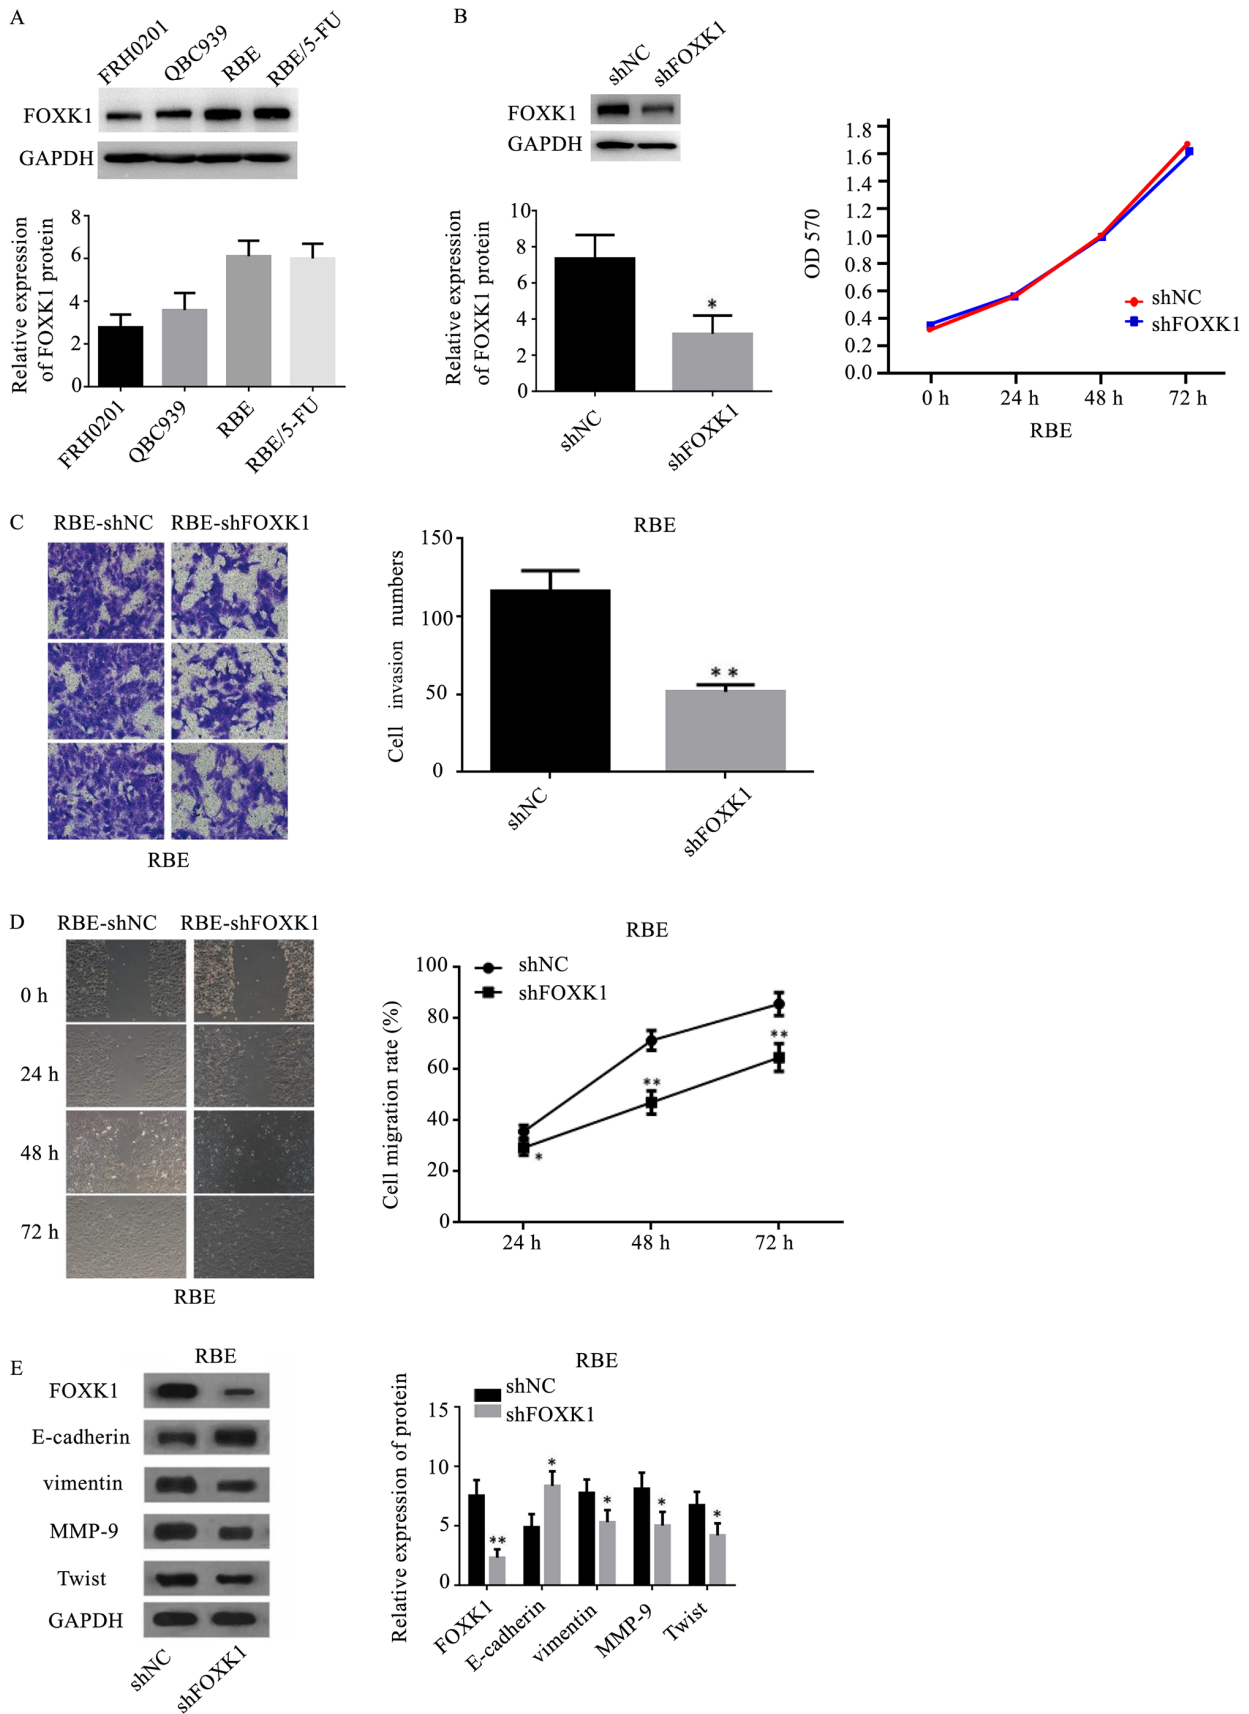 A
FRH0201
QBC939
RBE
RBE/5-FU
FOXK1
GAPDH
Relative expression
of FOXK1 protein
8
6
4
2
0
FRH0201
QBC939
RBE
RBE/5-FU
B
shNC
shFOXK1
FOXK1
GAPDH
Relative expression
of FOXK1 protein
10
8
6
4
2
0
*
shNC
shFOXK1
OD 570
1.8
1.6
1.4
1.2
1.0
0.8
0.6
0.4
0.2
0.0
shNC
shFOXK1
0 h
24 h
48 h
72 h
RBE
C
RBE-shNC
RBE-shFOXK1
RBE
RBE
Cell invasion numbers
150
100
50
0
**
shNC
shFOXK1
D
RBE-shNC
RBE-shFOXK1
0 h
24 h
48 h
72 h
RBE
RBE
Cell migration rate (%)
100
80
60
40
20
0
shNC
shFOXK1
*
**
**
24 h
48 h
72 h
E
RBE
FOXK1
E-cadherin
vimentin
MMP-9
Twist
GAPDH
shNC
shFOXK1
RBE
Relative expression of protein
15
10
5
0
shNC
shFOXK1
**
*
*
*
*
FOXK1
E-cadherin
vimentin
MMP-9
Twist